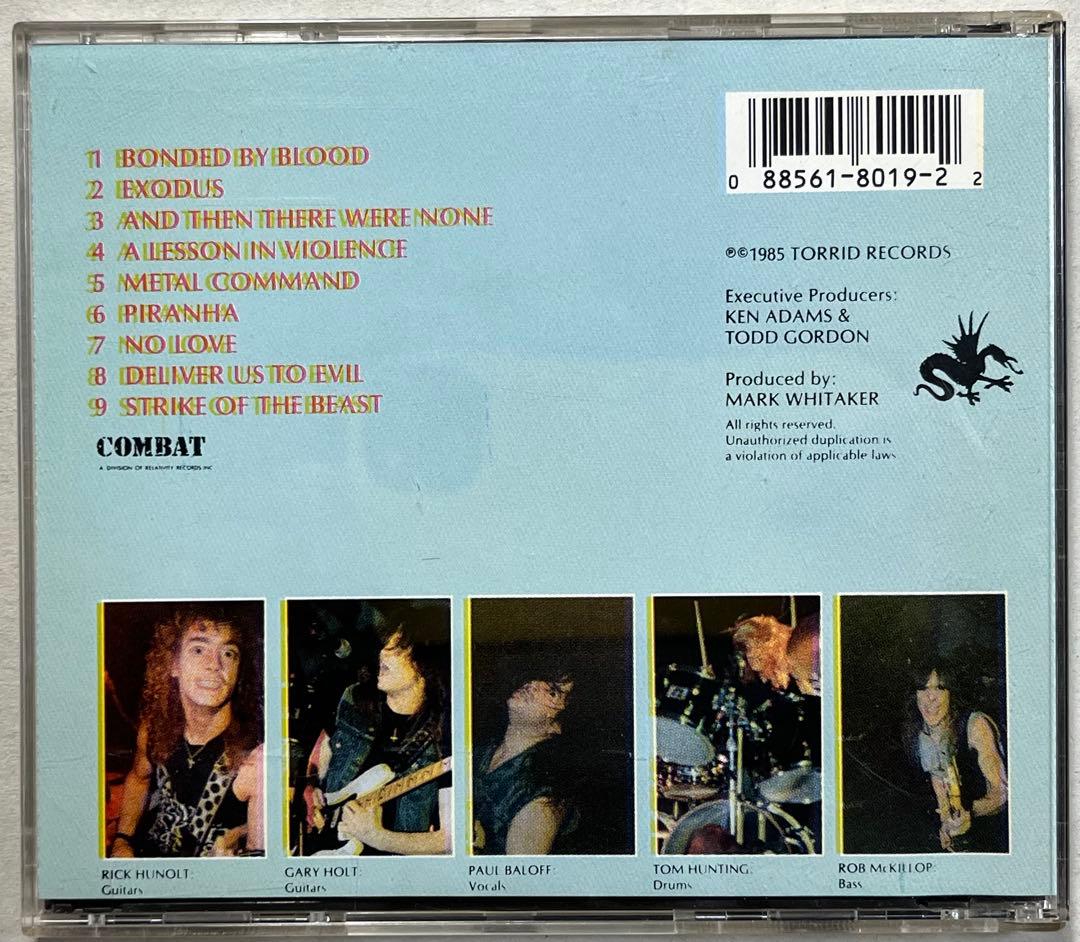 1 BONDED BY BLOOD
2 EXODUS
3 AND THEN THERE WERE NONE
4 A LESSON IN VIOLENCE
5 METAL COMMAND
6 PIRANHA
7 NO LOVE
8 DELIVER US TO EVIL
9 STRIKE OF THE BEAST
COMBAT
A DIVISION OF RELATIVITY RECORDS INC
0 88561-8019-2 2
℗©1985 TORRID RECORDS
Executive Producers:
KEN ADAMS &
TODD GORDON
Produced by:
MARK WHITAKER
All rights reserved.
Unauthorized duplication is
a violation of applicable laws
RICK HUNOLT:
Guitars
GARY HOLT:
Guitars
PAUL BALOFF:
Vocals
TOM HUNTING:
Drums
ROB McKILLOP:
Bass